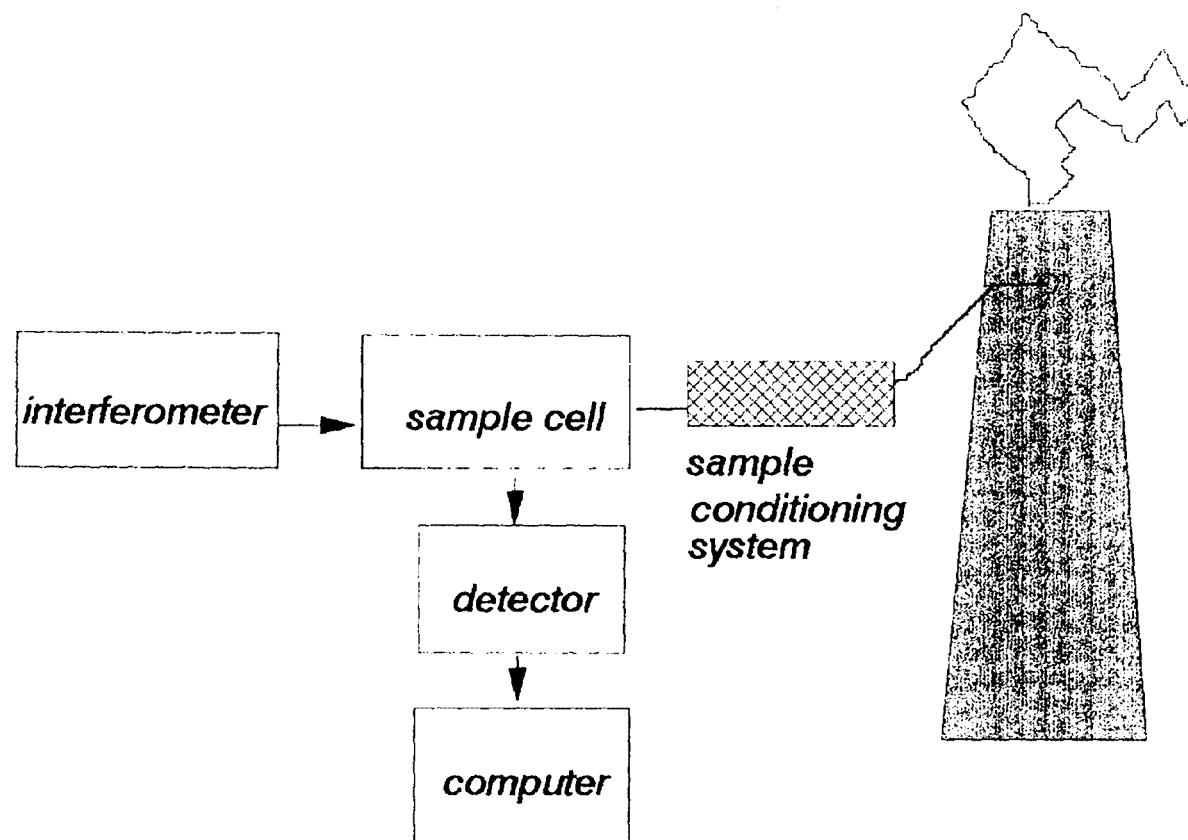 interferometer
sample cell
sample
conditioning
system
detector
computer